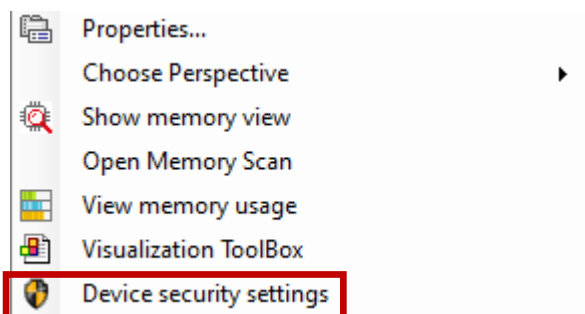 Properties...
Choose Perspective
Show memory view
Open Memory Scan
View memory usage
Visualization ToolBox
Device security settings